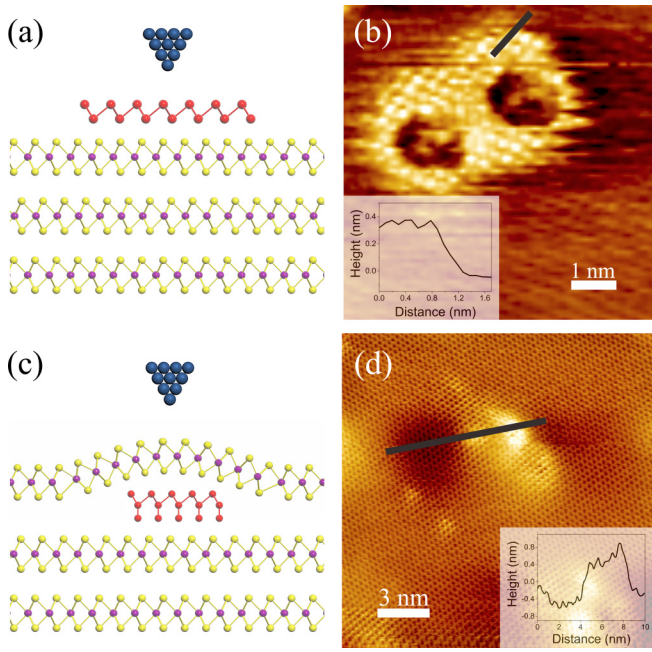 (a)
(b)
0.4
0.2
0.0
Height (nm)
0.0 0.4 0.8 1.2 1.6
Distance (nm)
1 nm
(c)
(d)
0.8
0.4
0.0
-0.4
-0.8
Height (nm)
0 2 4 6 8 10
Distance (nm)
3 nm